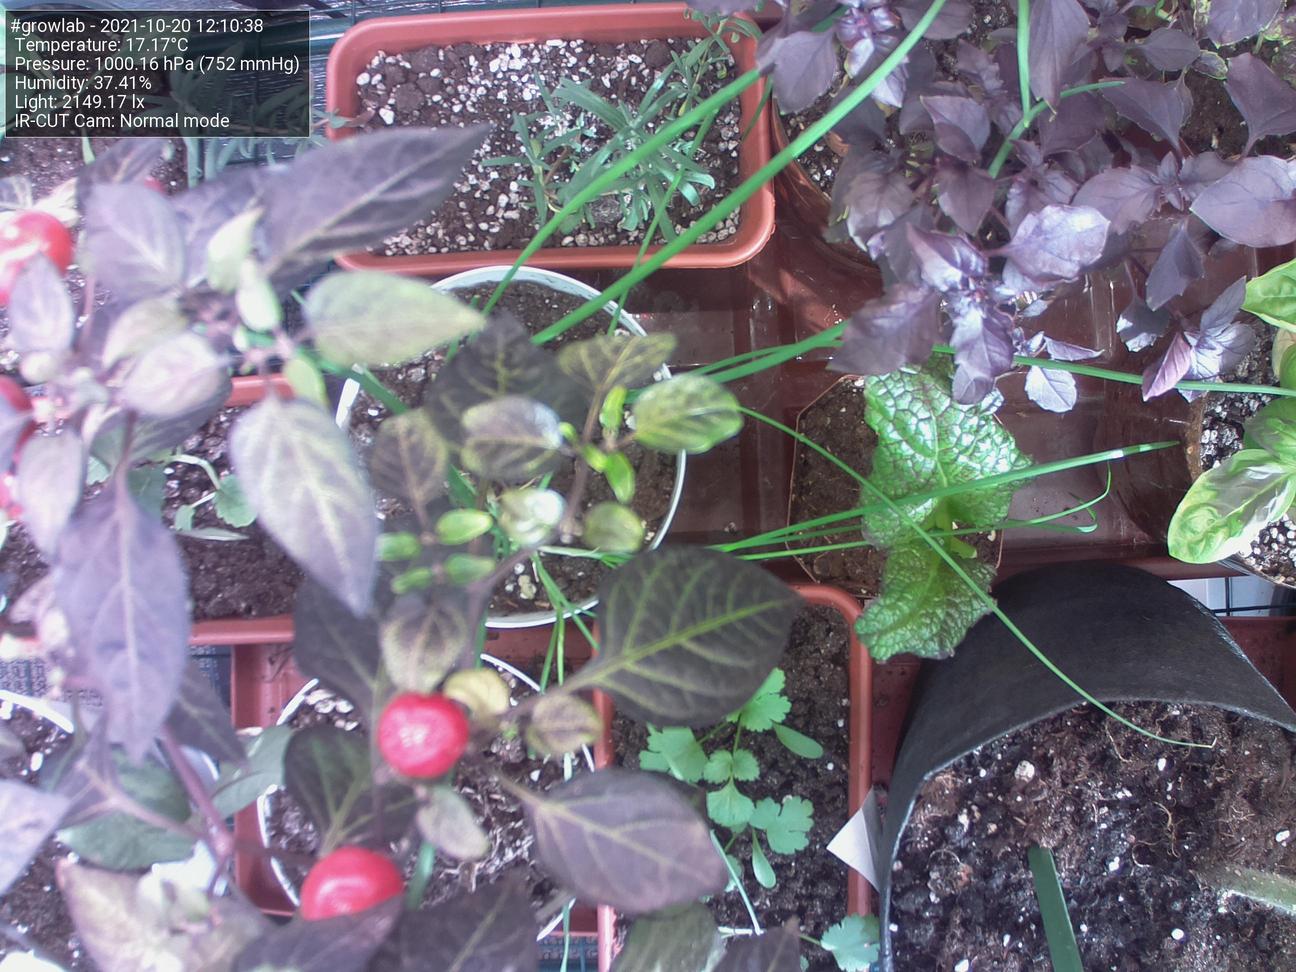 #growlab - 2021-10-20 12:10:38
Temperature: 17.17°C
Pressure: 1000.16 hPa (752 mmHg)
Humidity: 37.41%
Light: 2149.17 lx
IR-CUT Cam: Normal mode